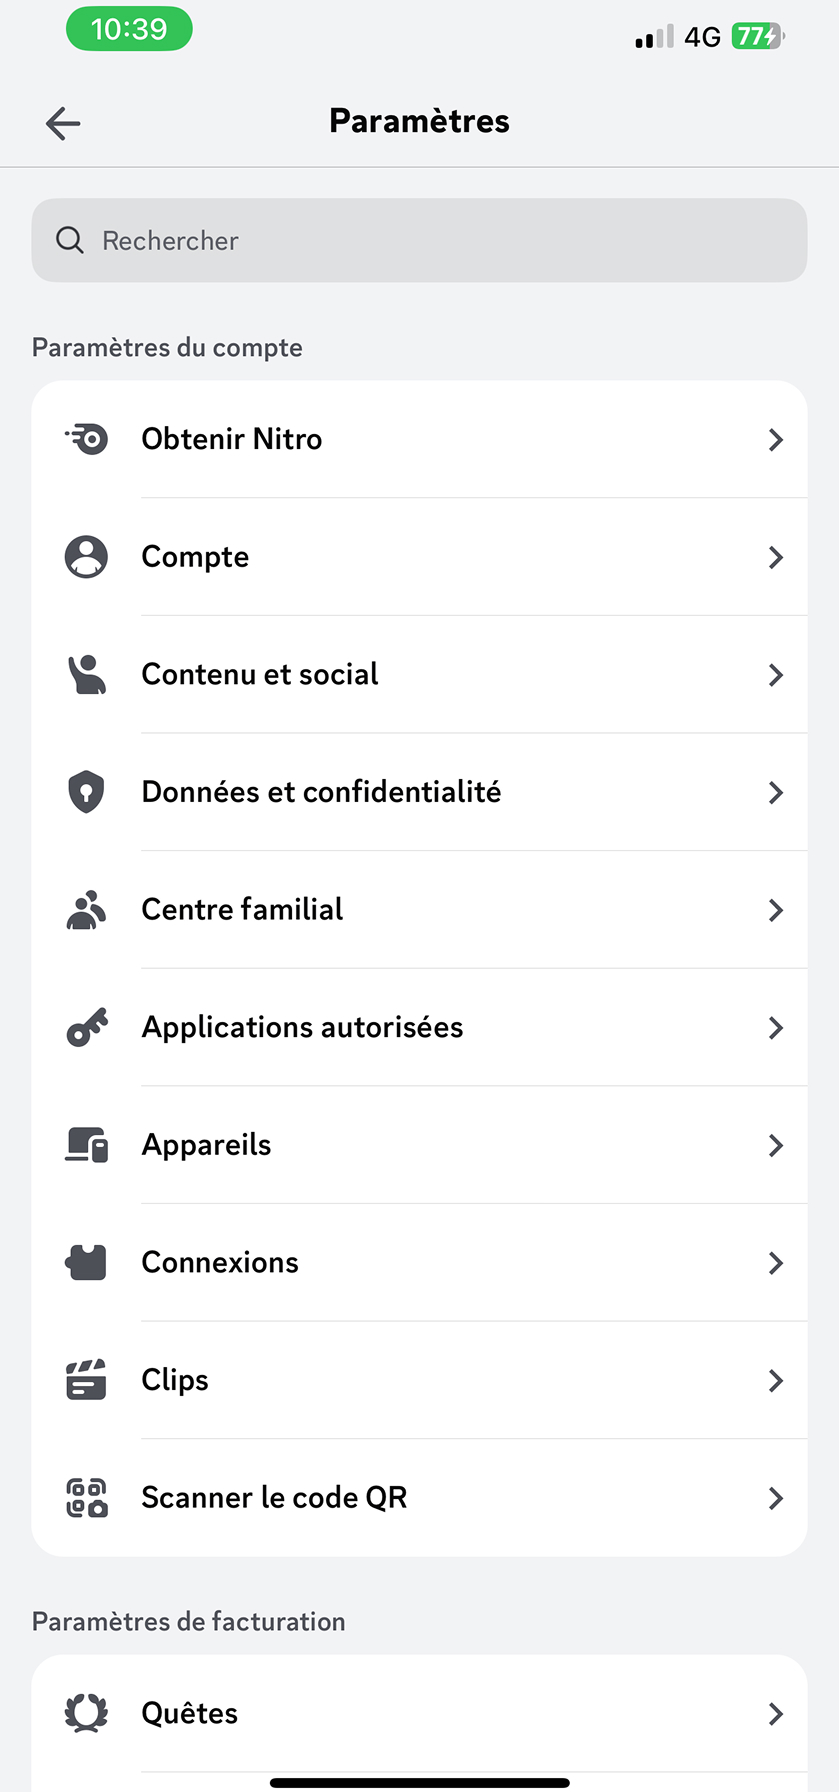 10:39
4G 77
Paramètres
Rechercher
Paramètres du compte
Obtenir Nitro
Compte
Contenu et social
Données et confidentialité
Centre familial
Applications autorisées
Appareils
Connexions
Clips
Scanner le code QR
Paramètres de facturation
Quêtes